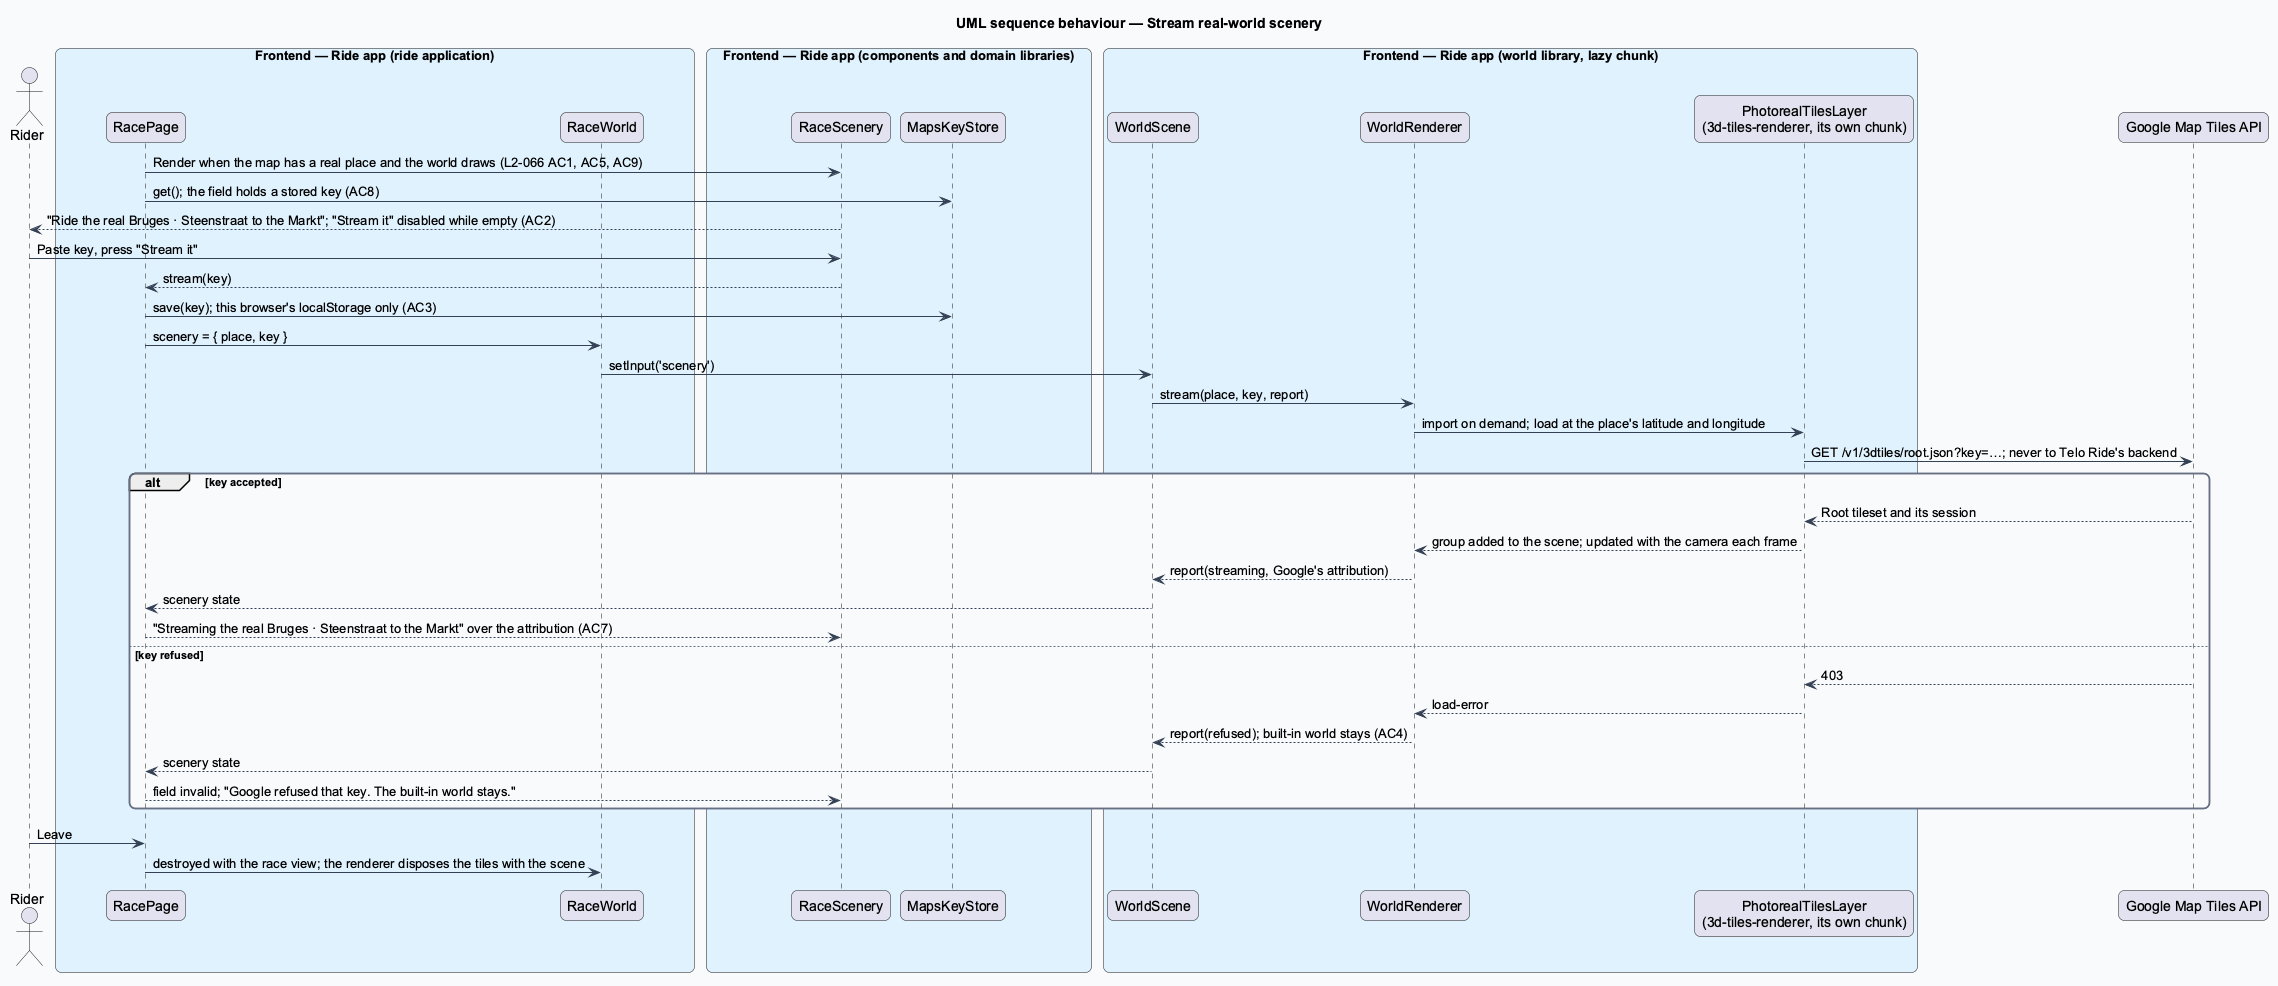 UML sequence behaviour — Stream real-world scenery
Frontend — Ride app (ride application)
Frontend — Ride app (components and domain libraries)
Frontend — Ride app (world library, lazy chunk)
Rider
RacePage
RaceWorld
RaceScenery
MapsKeyStore
WorldScene
WorldRenderer
PhotorealTilesLayer
(3d-tiles-renderer, its own chunk)
Google Map Tiles API
Render when the map has a real place and the world draws (L2-066 AC1, AC5, AC9)
get(); the field holds a stored key (AC8)
"Ride the real Bruges · Steenstraat to the Markt"; "Stream it" disabled while empty (AC2)
Paste key, press "Stream it"
stream(key)
save(key); this browser's localStorage only (AC3)
scenery = { place, key }
setInput('scenery')
stream(place, key, report)
import on demand; load at the place's latitude and longitude
GET /v1/3dtiles/root.json?key=…; never to Telo Ride's backend
alt
[key accepted]
Root tileset and its session
group added to the scene; updated with the camera each frame
report(streaming, Google's attribution)
scenery state
"Streaming the real Bruges · Steenstraat to the Markt" over the attribution (AC7)
[key refused]
403
load-error
report(refused); built-in world stays (AC4)
scenery state
field invalid; "Google refused that key. The built-in world stays."
Leave
destroyed with the race view; the renderer disposes the tiles with the scene
Rider
RacePage
RaceWorld
RaceScenery
MapsKeyStore
WorldScene
WorldRenderer
PhotorealTilesLayer
(3d-tiles-renderer, its own chunk)
Google Map Tiles API